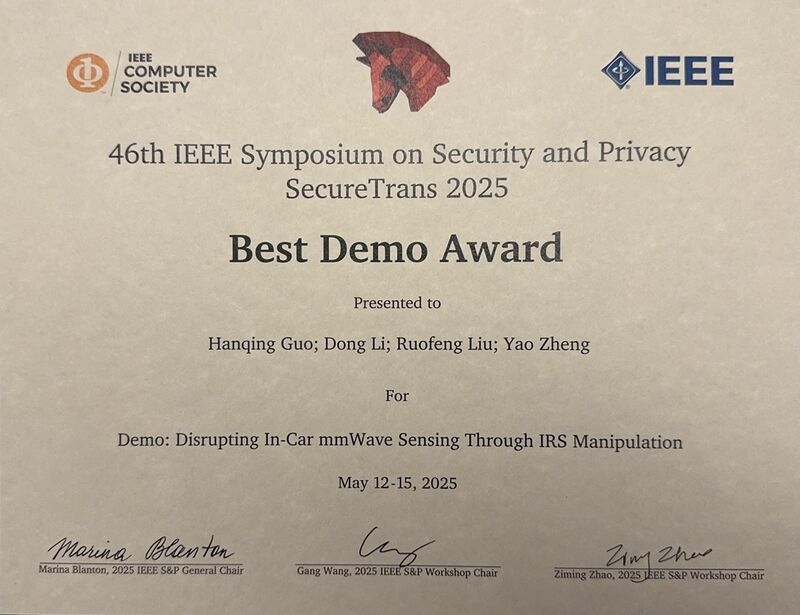 IEEE
COMPUTER
SOCIETY
IEEE
46th IEEE Symposium on Security and Privacy
SecureTrans 2025
Best Demo Award
Presented to
Hanqing Guo; Dong Li; Ruofeng Liu; Yao Zheng
For
Demo: Disrupting In-Car mmWave Sensing Through IRS Manipulation
May 12-15, 2025
Marina Blanton
Marina Blanton, 2025 IEEE S&P General Chair
Gang Wang, 2025 IEEE S&P Workshop Chair
Ziming Zhao
Ziming Zhao, 2025 IEEE S&P Workshop Chair